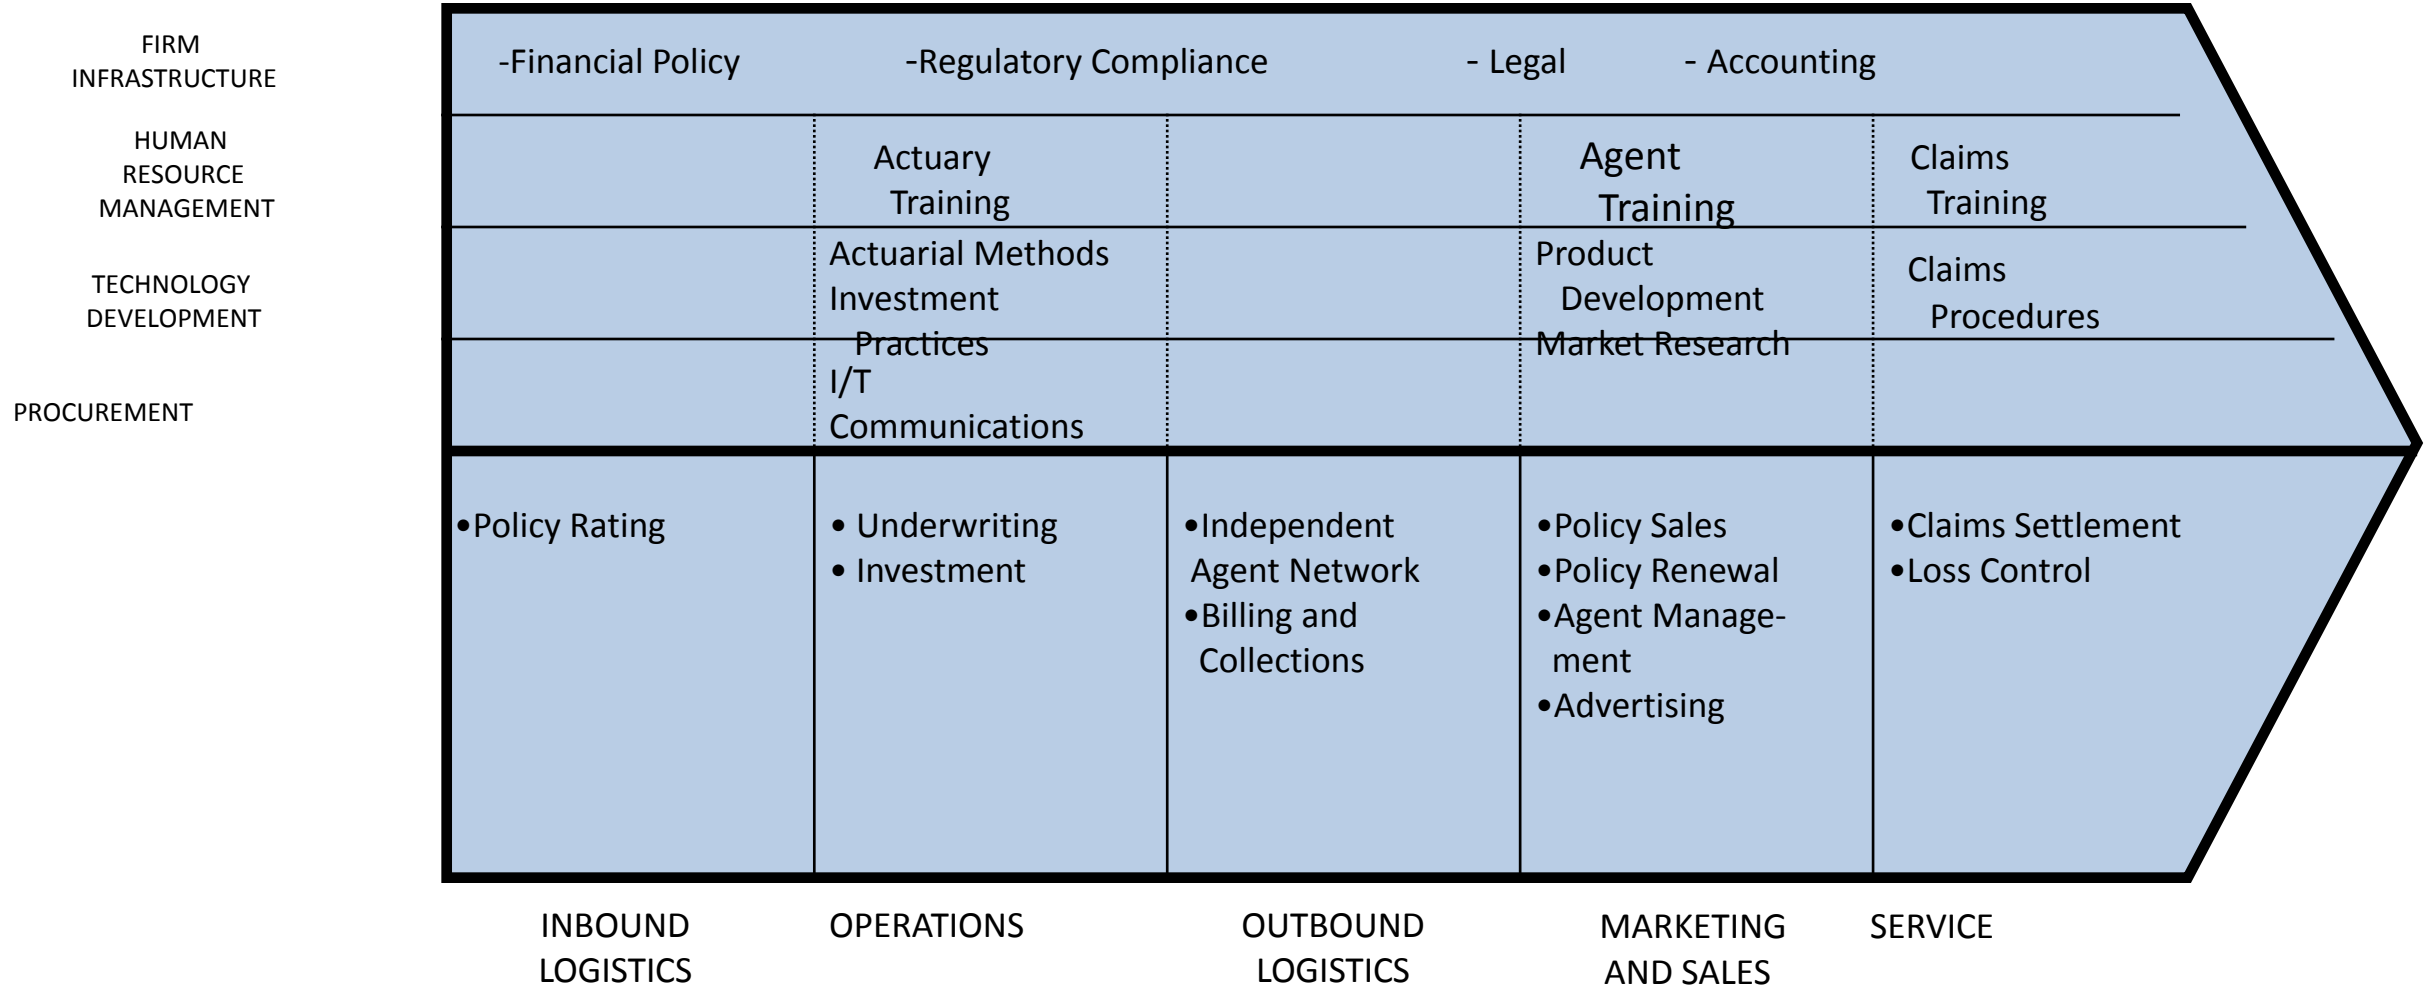 FIRM
INFRASTRUCTURE
-Financial Policy -Regulatory Compliance - Legal - Accounting
HUMAN
RESOURCE
MANAGEMENT
Actuary
Training
Agent
Training
Claims
Training
TECHNOLOGY
DEVELOPMENT
Actuarial Methods
Investment
Practices
Product
Development
Market Research
Claims
Procedures
PROCUREMENT
I/T
Communications
•Policy Rating
• Underwriting
• Investment
•Independent
Agent Network
•Billing and
Collections
•Policy Sales
•Policy Renewal
•Agent Manage-
ment
•Advertising
•Claims Settlement
•Loss Control
INBOUND
LOGISTICS
OPERATIONS
OUTBOUND
LOGISTICS
MARKETING
AND SALES
SERVICE